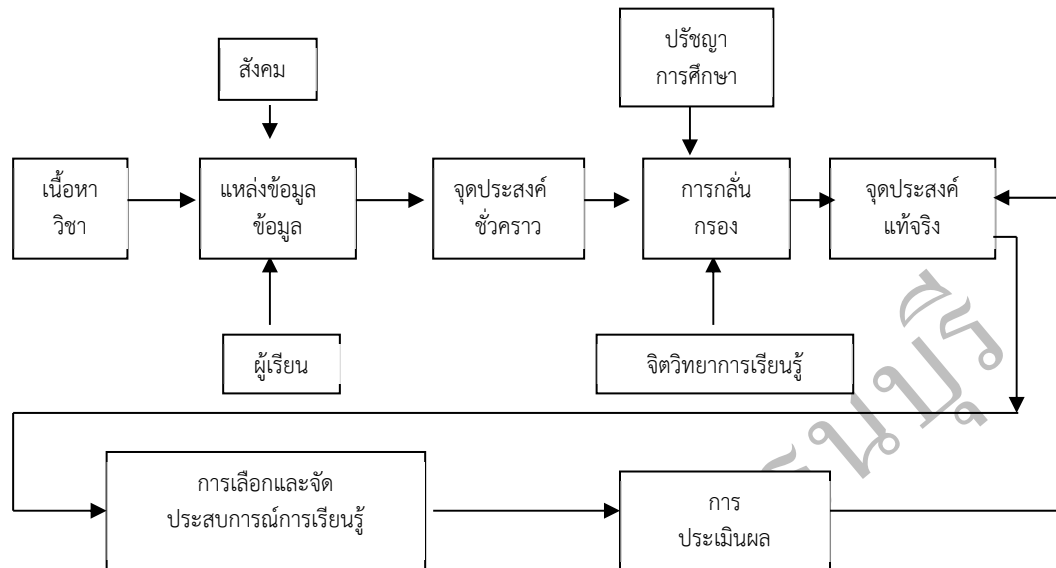 สังคม
ปรัชญา
การศึกษา
เนื้อหา
วิชา
แหล่งข้อมูล
ข้อมูล
จุดประสงค์
ชั่วคราว
การกลั่น
กรอง
จุดประสงค์
แท้จริง
ผู้เรียน
จิตวิทยาการเรียนรู้
การเลือกและจัด
ประสบการณ์การเรียนรู้
การ
ประเมินผล